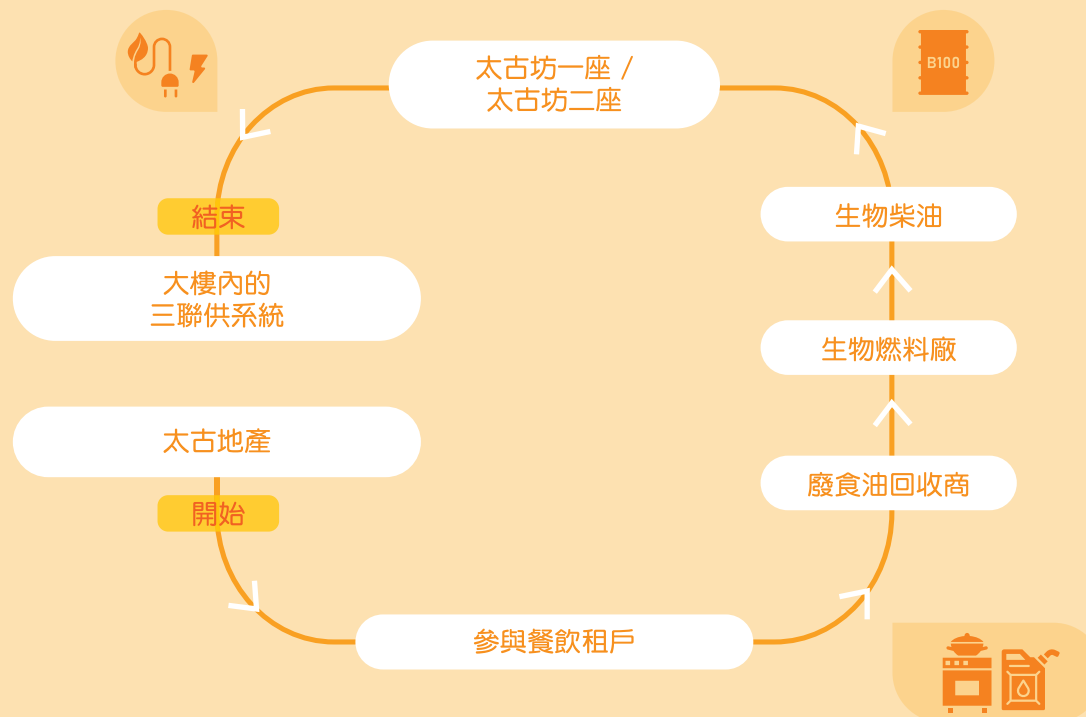 太古坊一座 /
太古坊二座
B100
結束
大樓內的
三聯供系統
太古地產
開始
參與餐飲租戶
廢食油回收商
生物燃料廠
生物柴油